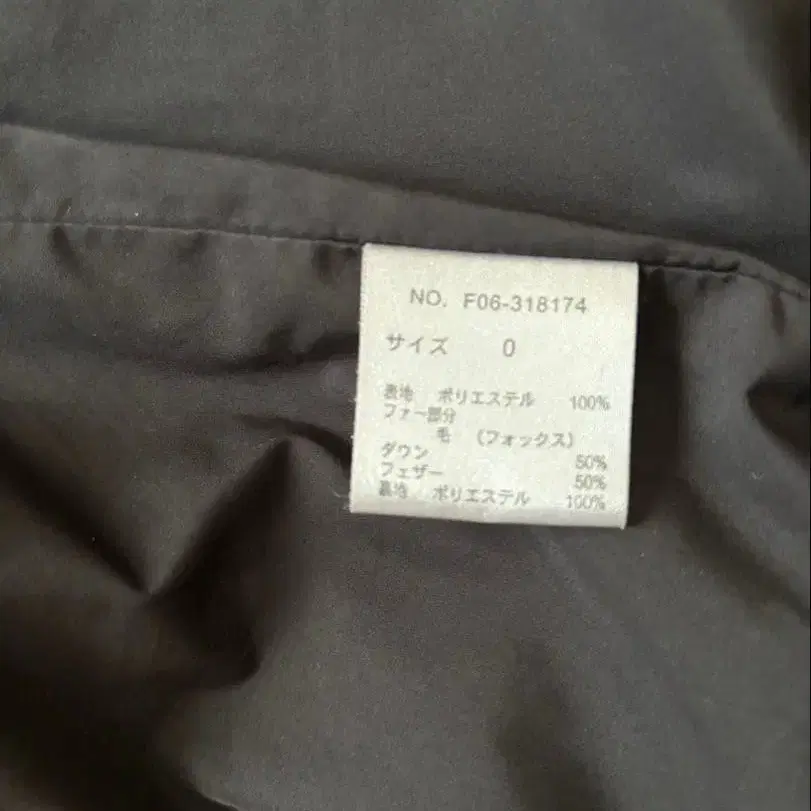 NO. F06-318174
サイズ 0
表地 ポリエステル 100%
ファー部分
毛 (フォックス)
ダウン 50%
フェザー 50%
裏地 ポリエステル 100%